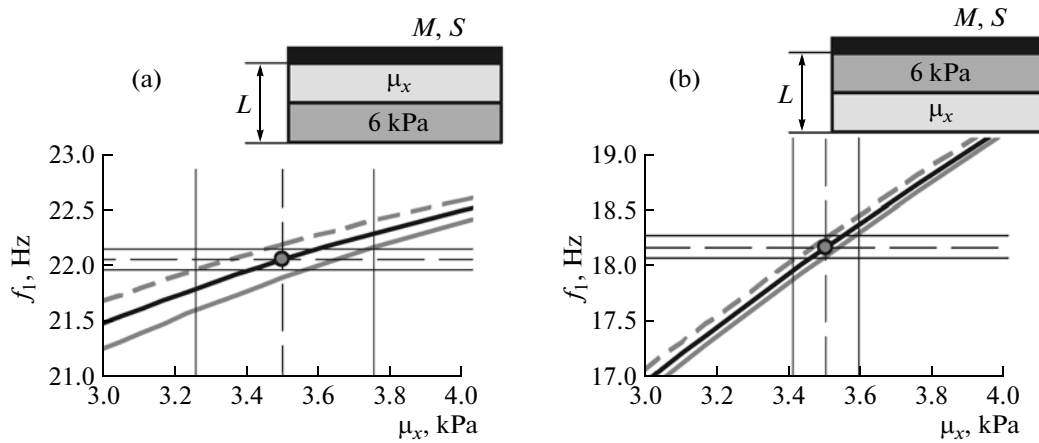 M, S
(a)
L
μx
6 kPa
23.0
22.5
22.0
21.5
21.0
f1, Hz
3.0 3.2 3.4 3.6 3.8 4.0
μx, kPa
M, S
(b)
L
6 kPa
μx
19.0
18.5
18.0
17.5
17.0
f1, Hz
3.0 3.2 3.4 3.6 3.8 4.0
μx, kPa